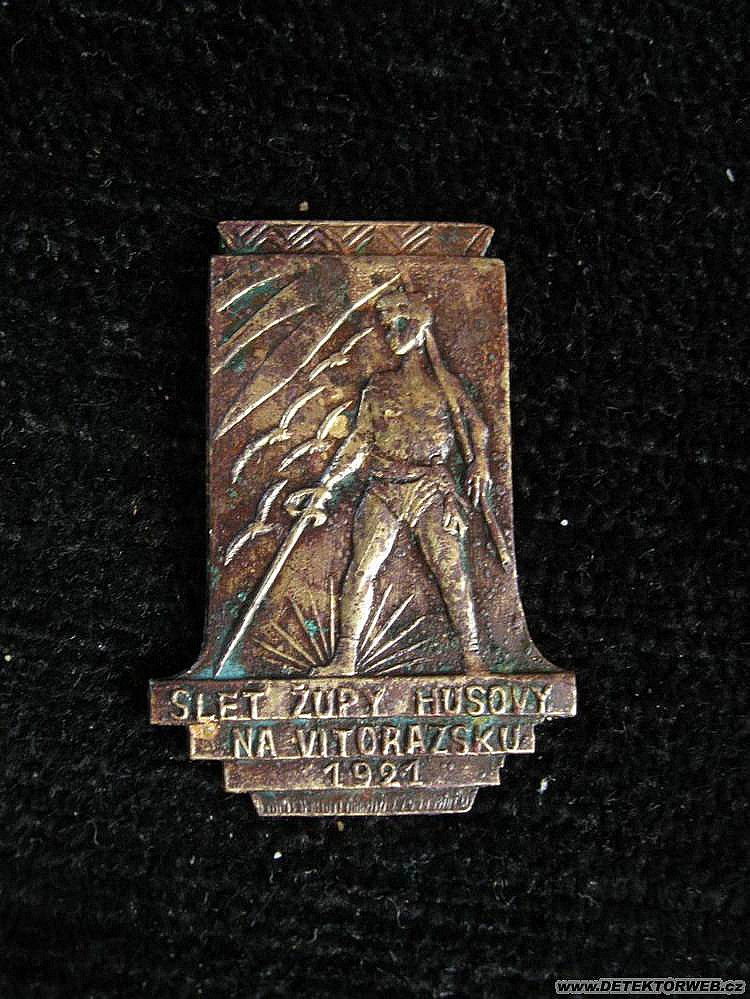 SLET ŽUPY HUSOVY
NA VITORAZSKU
1921
www.DETEKTORWEB.cz